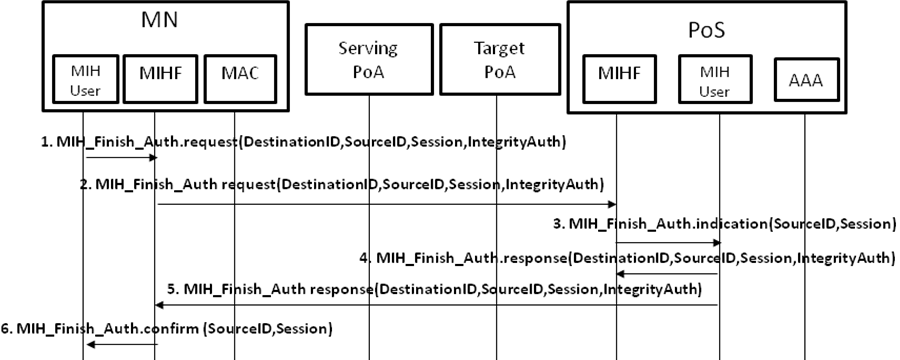 MN
PoS
Serving
PoA
Target
PoA
MIH
User
MIHF
MAC
MIHF
MIH
User
AAA
1. MIH_Finish_Auth.request(DestinationID,SourceID,Session,IntegrityAuth)
2. MIH_Finish_Auth request(DestinationID,SourceID,Session,IntegrityAuth)
3. MIH_Finish_Auth.indication(SourceID,Session)
4. MIH_Finish_Auth.response(DestinationID,SourceID,Session,IntegrityAuth)
5. MIH_Finish_Auth response(DestinationID,SourceID,Session,IntegrityAuth)
6. MIH_Finish_Auth.confirm (SourceID,Session)